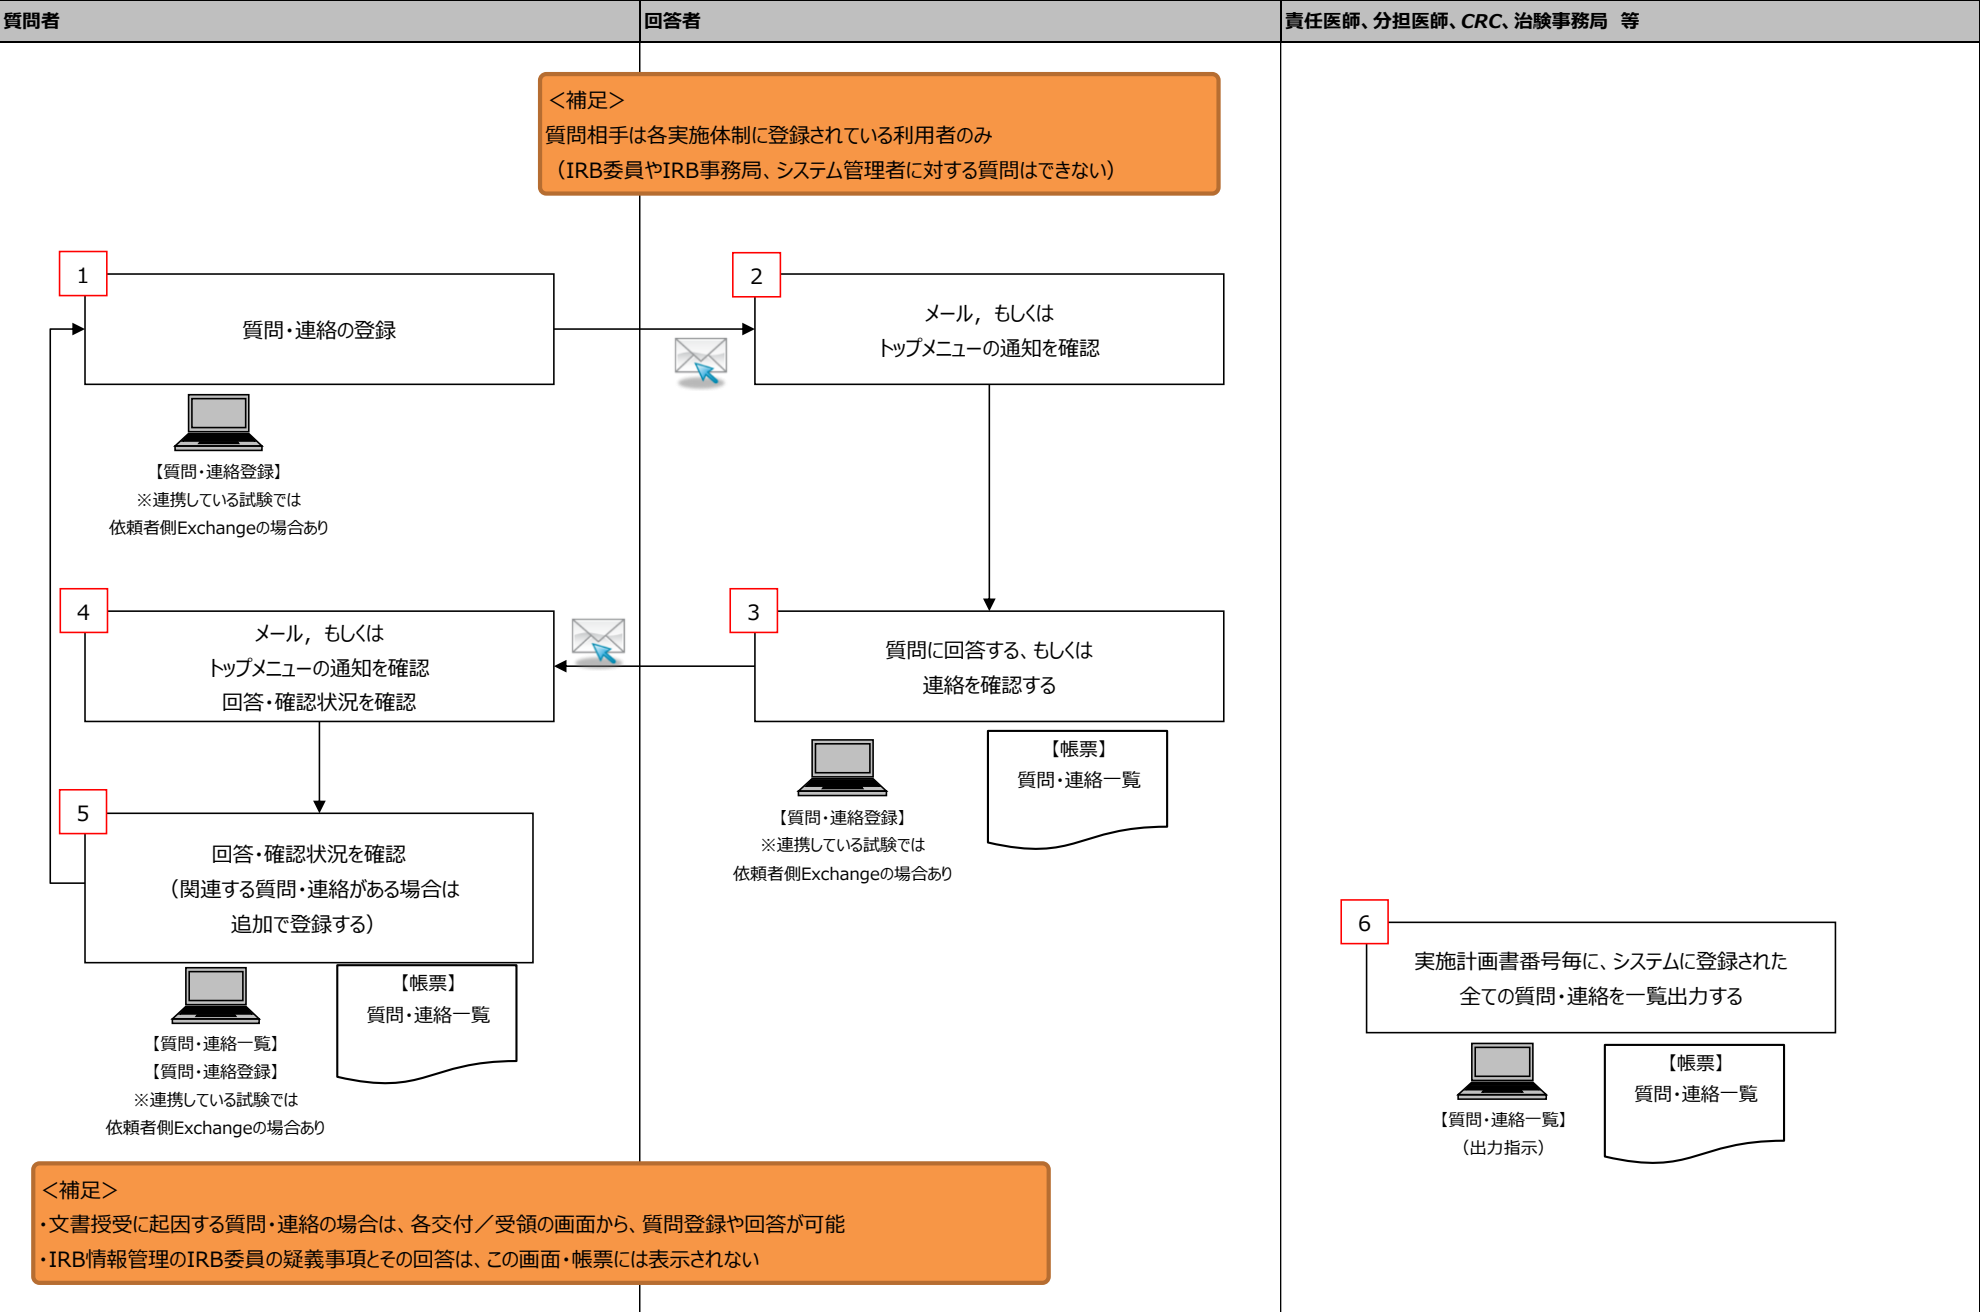 質問者
回答者
責任医師、分担医師、CRC、治験事務局 等
＜補足＞
質問相手は各実施体制に登録されている利用者のみ
（IRB委員やIRB事務局、システム管理者に対する質問はできない）
1
質問・連絡の登録
【質問・連絡登録】
※連携している試験では
依頼者側Exchangeの場合あり
2
メール，もしくは
トップメニューの通知を確認
3
質問に回答する、もしくは
連絡を確認する
【質問・連絡登録】
※連携している試験では
依頼者側Exchangeの場合あり
【帳票】
質問・連絡一覧
4
メール，もしくは
トップメニューの通知を確認
回答・確認状況を確認
5
回答・確認状況を確認
（関連する質問・連絡がある場合は
追加で登録する）
【質問・連絡一覧】
【質問・連絡登録】
※連携している試験では
依頼者側Exchangeの場合あり
【帳票】
質問・連絡一覧
6
実施計画書番号毎に、システムに登録された
全ての質問・連絡を一覧出力する
【質問・連絡一覧】
（出力指示）
【帳票】
質問・連絡一覧
＜補足＞
・文書授受に起因する質問・連絡の場合は、各交付／受領の画面から、質問登録や回答が可能
・IRB情報管理のIRB委員の疑義事項とその回答は、この画面・帳票には表示されない